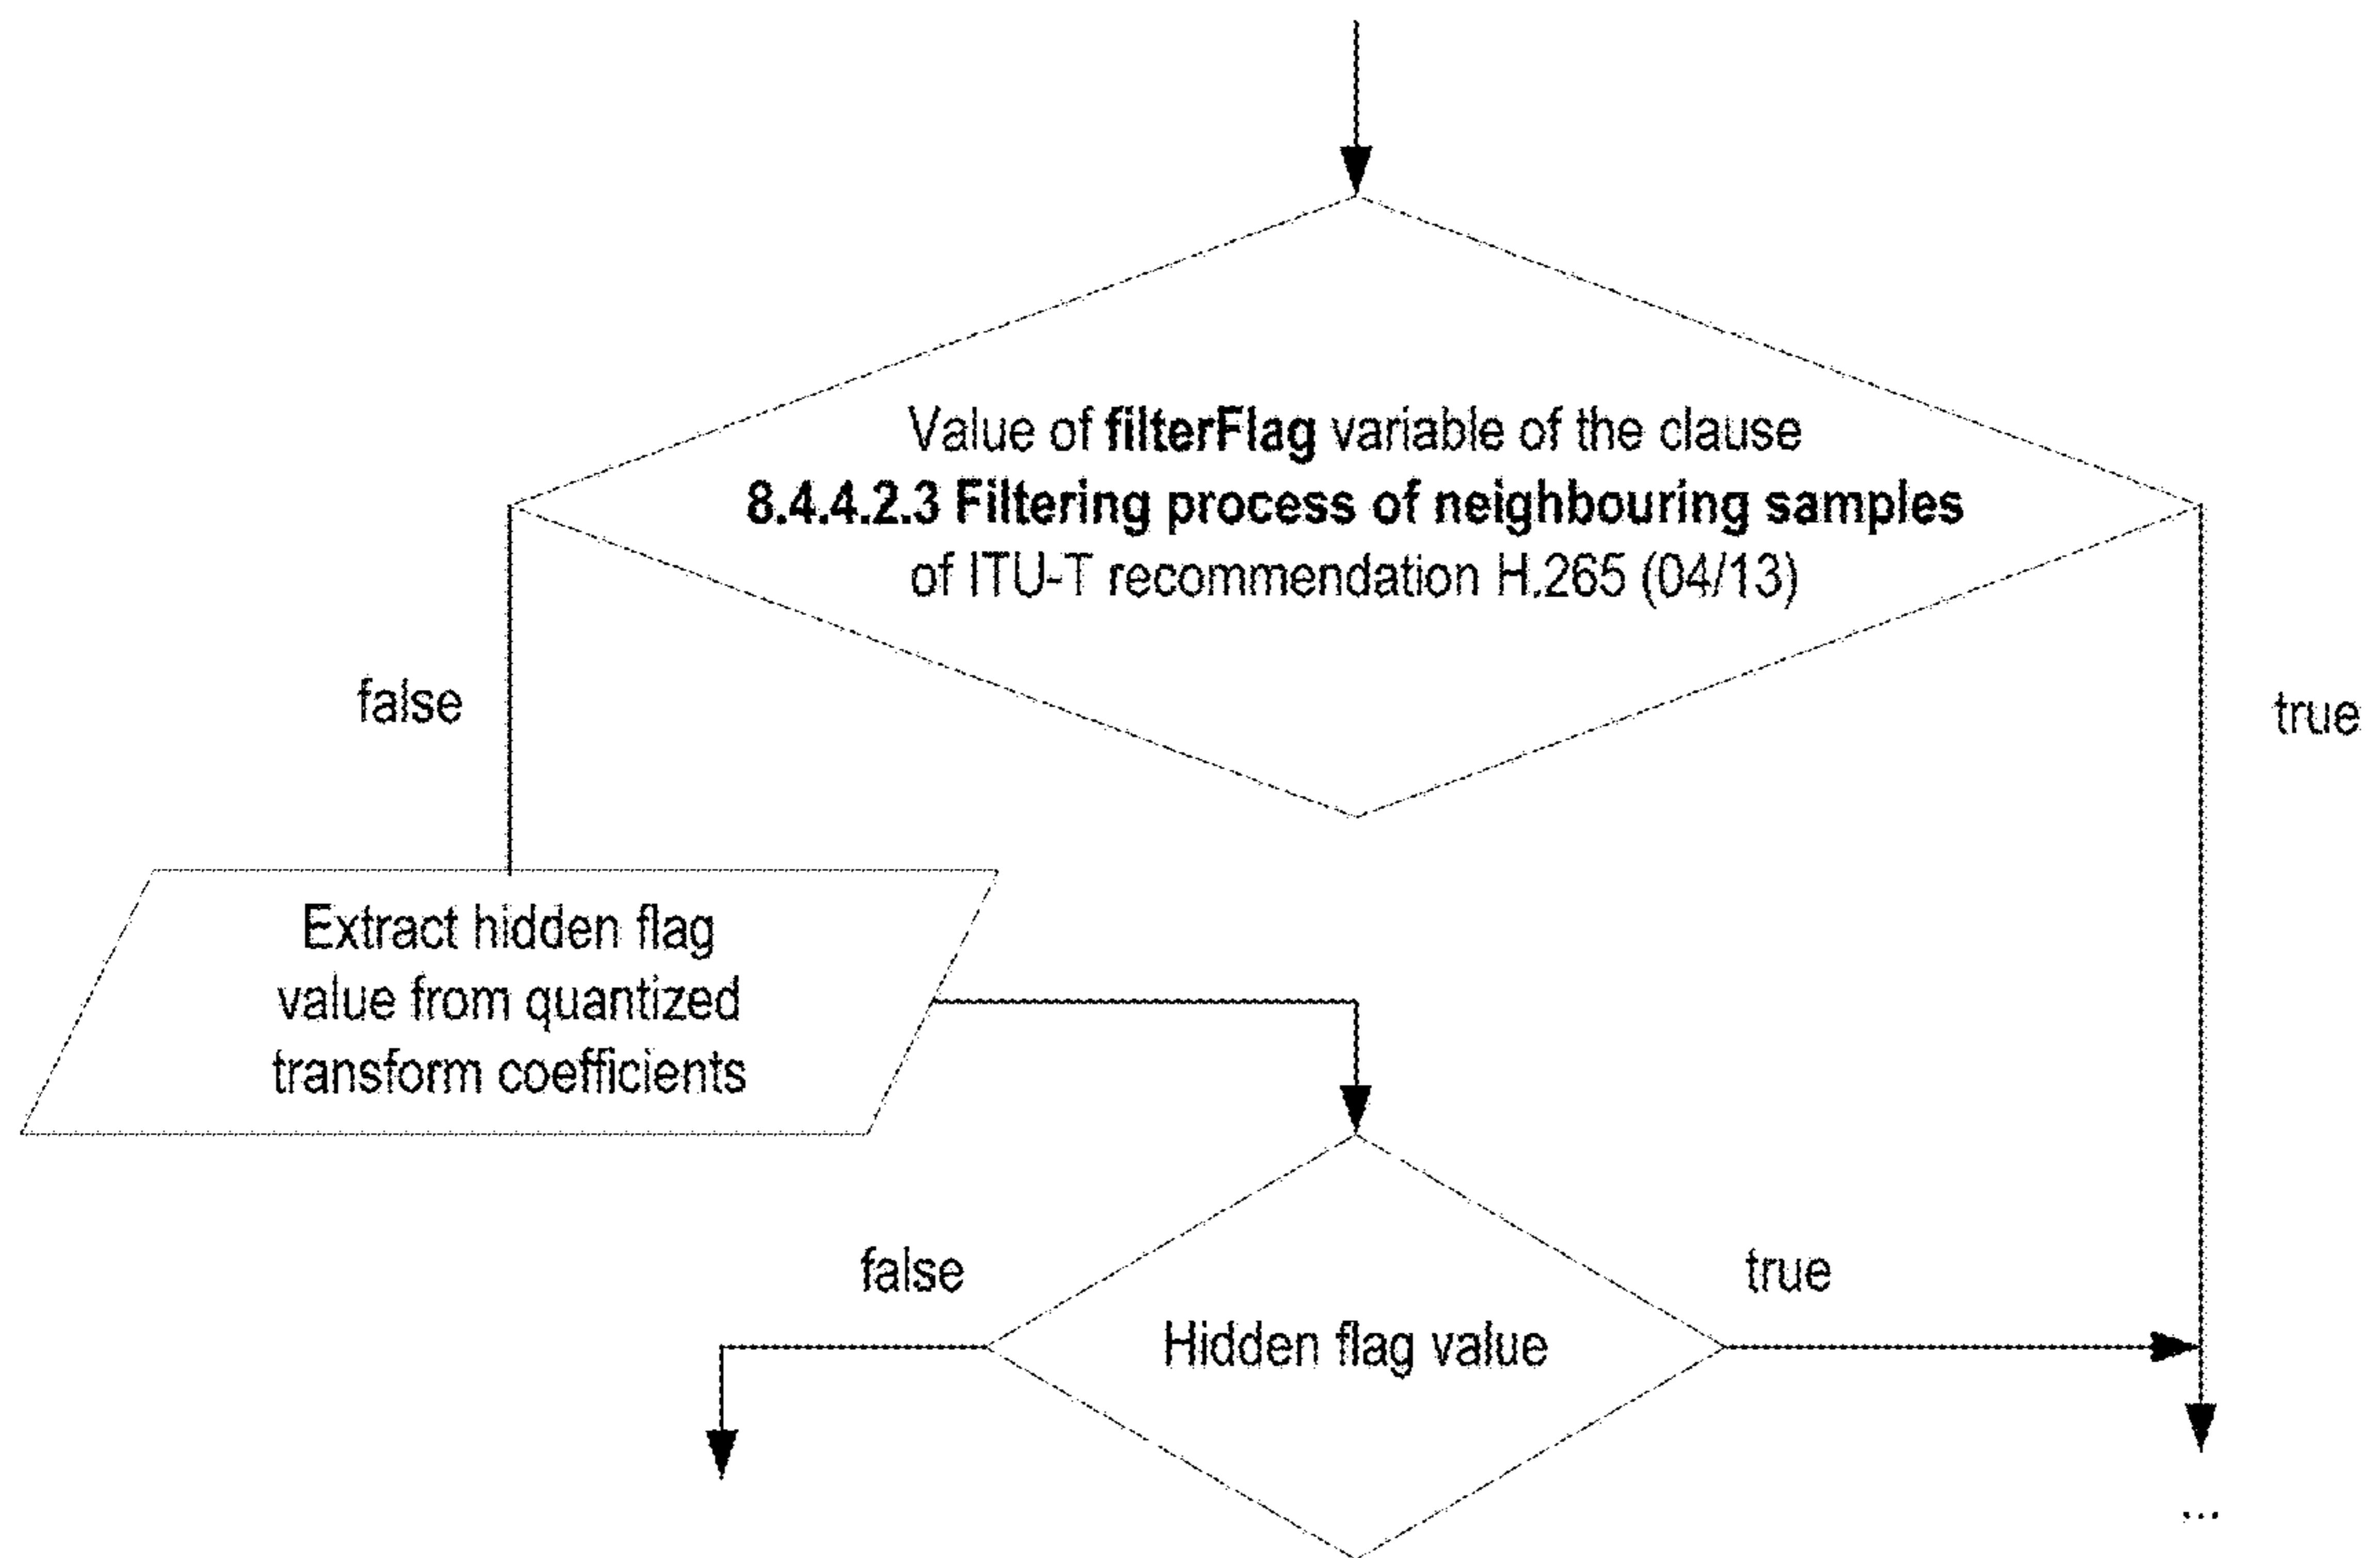 Value of filterFlag variable of the clause
8.4.4.2.3 Filtering process of neighbouring samples
of ITU-T recommendation H.265 (04/13)
false
true
Extract hidden flag
value from quantized
transform coefficients
false
true
Hidden flag value
...